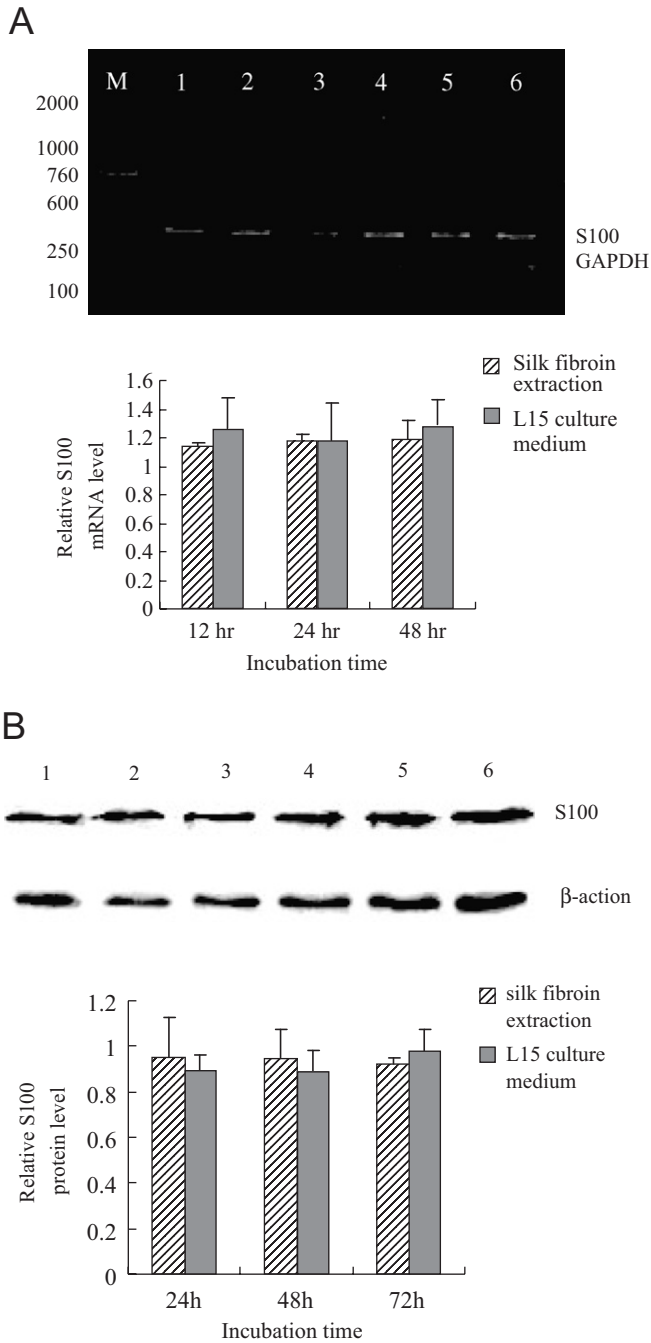 A
M 1 2 3 4 5 6
2000
1000
760
600
250
100
S100
GAPDH
Silk fibroin
extraction
L15 culture
medium
Relative S100
mRNA level
1.6
1.4
1.2
1
0.8
0.6
0.4
0.2
0
12 hr 24 hr 48 hr
Incubation time
B
1 2 3 4 5 6
S100
β-action
silk fibroin
extraction
L15 culture
medium
Relative S100
protein level
1.2
1
0.8
0.6
0.4
0.2
0
24h 48h 72h
Incubation time